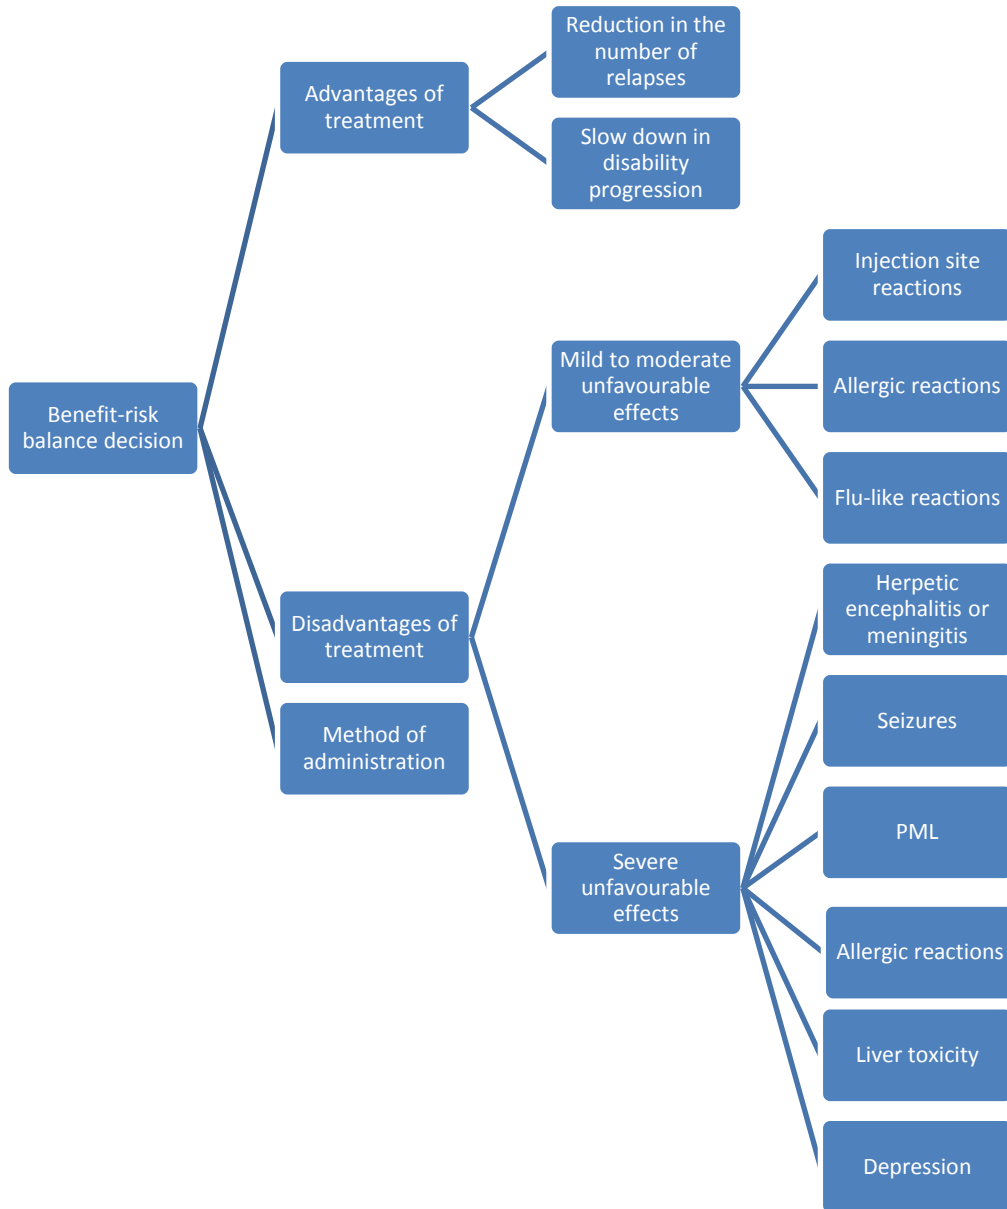 Reduction in the
number of
relapses
Advantages of
treatment
Slow down in
disability
progression
Injection site
reactions
Mild to moderate
unfavourable
effects
Allergic reactions
Benefit-risk
balance decision
Flu-like reactions
Herpetic
encephalitis or
meningitis
Disadvantages of
treatment
Seizures
Method of
administration
PML
Severe
unfavourable
effects
Allergic reactions
Liver toxicity
Depression